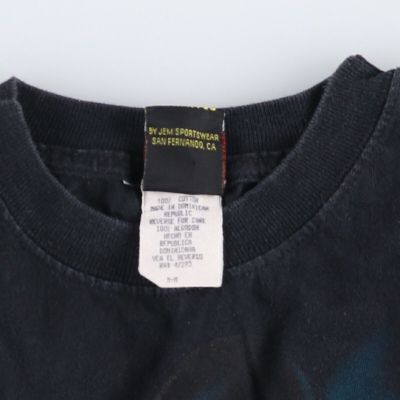 BY JEM SPORTSWEAR
SAN FERNANDO, CA
100% COTTON
MADE IN DOMINICAN
REPUBLIC
REVERSE FOR CARE
100% ALGODON
HECHO EN
REPUBLICA
DOMINICANA
VEA EL REVERSO